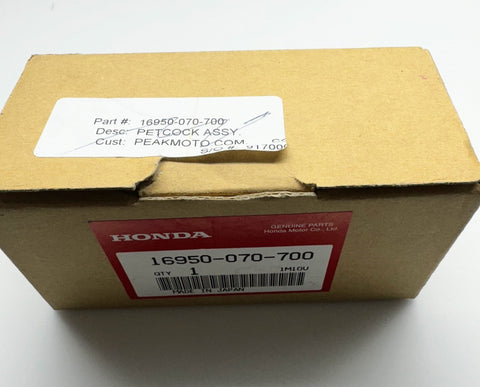 Part #: 16950-070-700
Desc: PETCOCK ASSY.
Cust: PEAKMOTO.COM
S/O #
HONDA
GENUINE PARTS
Honda Motor Co., Ltd.
16950-070-700
QTY 1 1M10U
MADE IN JAPAN